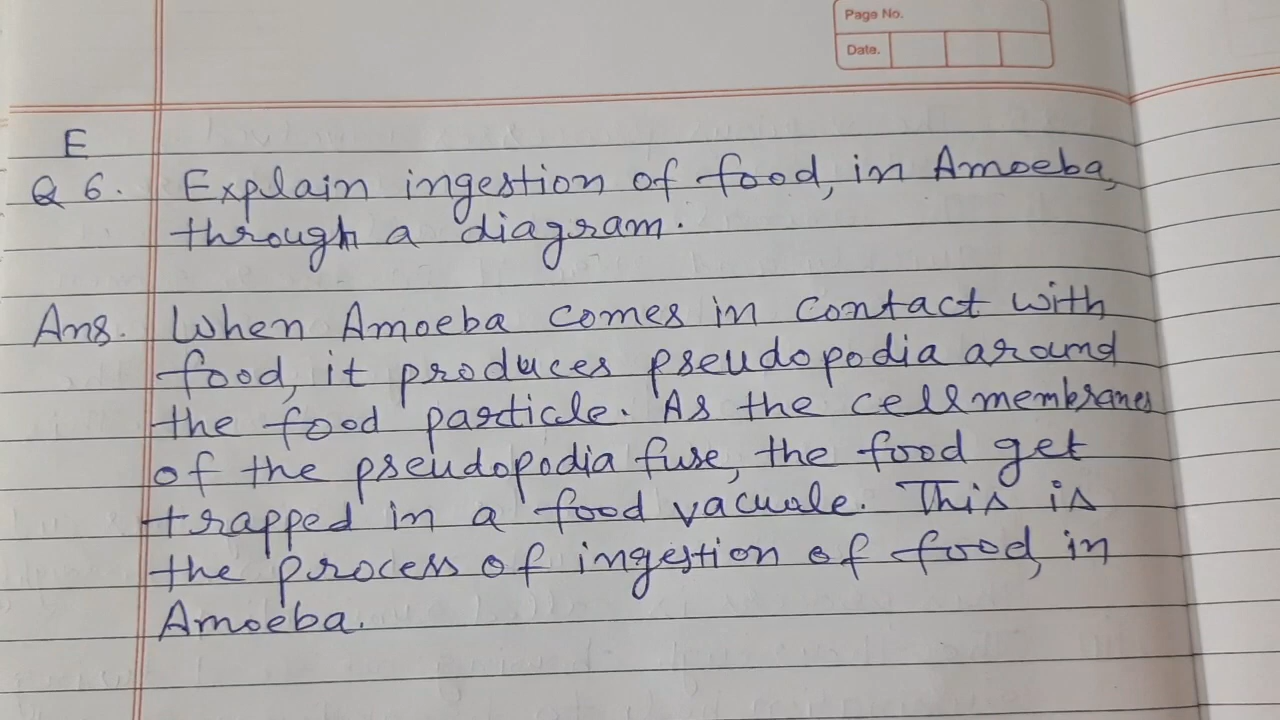 Page No.
Date.
E
Q 6. Explain ingestion of food, in Amoeba,
through a diagram.
Ans. When Amoeba comes in contact with
food, it produces pseudopodia around
the food particle. As the cell membranes
of the pseudopodia fuse, the food get
trapped in a food vacuole. This is
the process of ingestion of food, in
Amoeba.